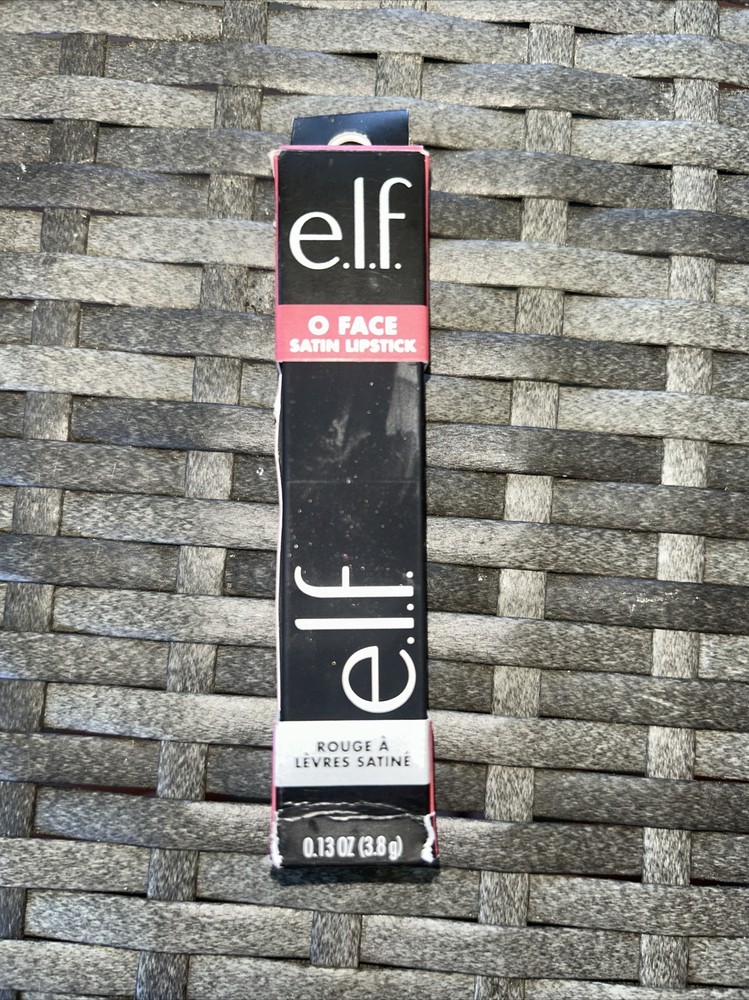 e.l.f.
O FACE
SATIN LIPSTICK
e.l.f.
ROUGE À
LÈVRES SATINÉ
0.13 OZ (3.8 g)